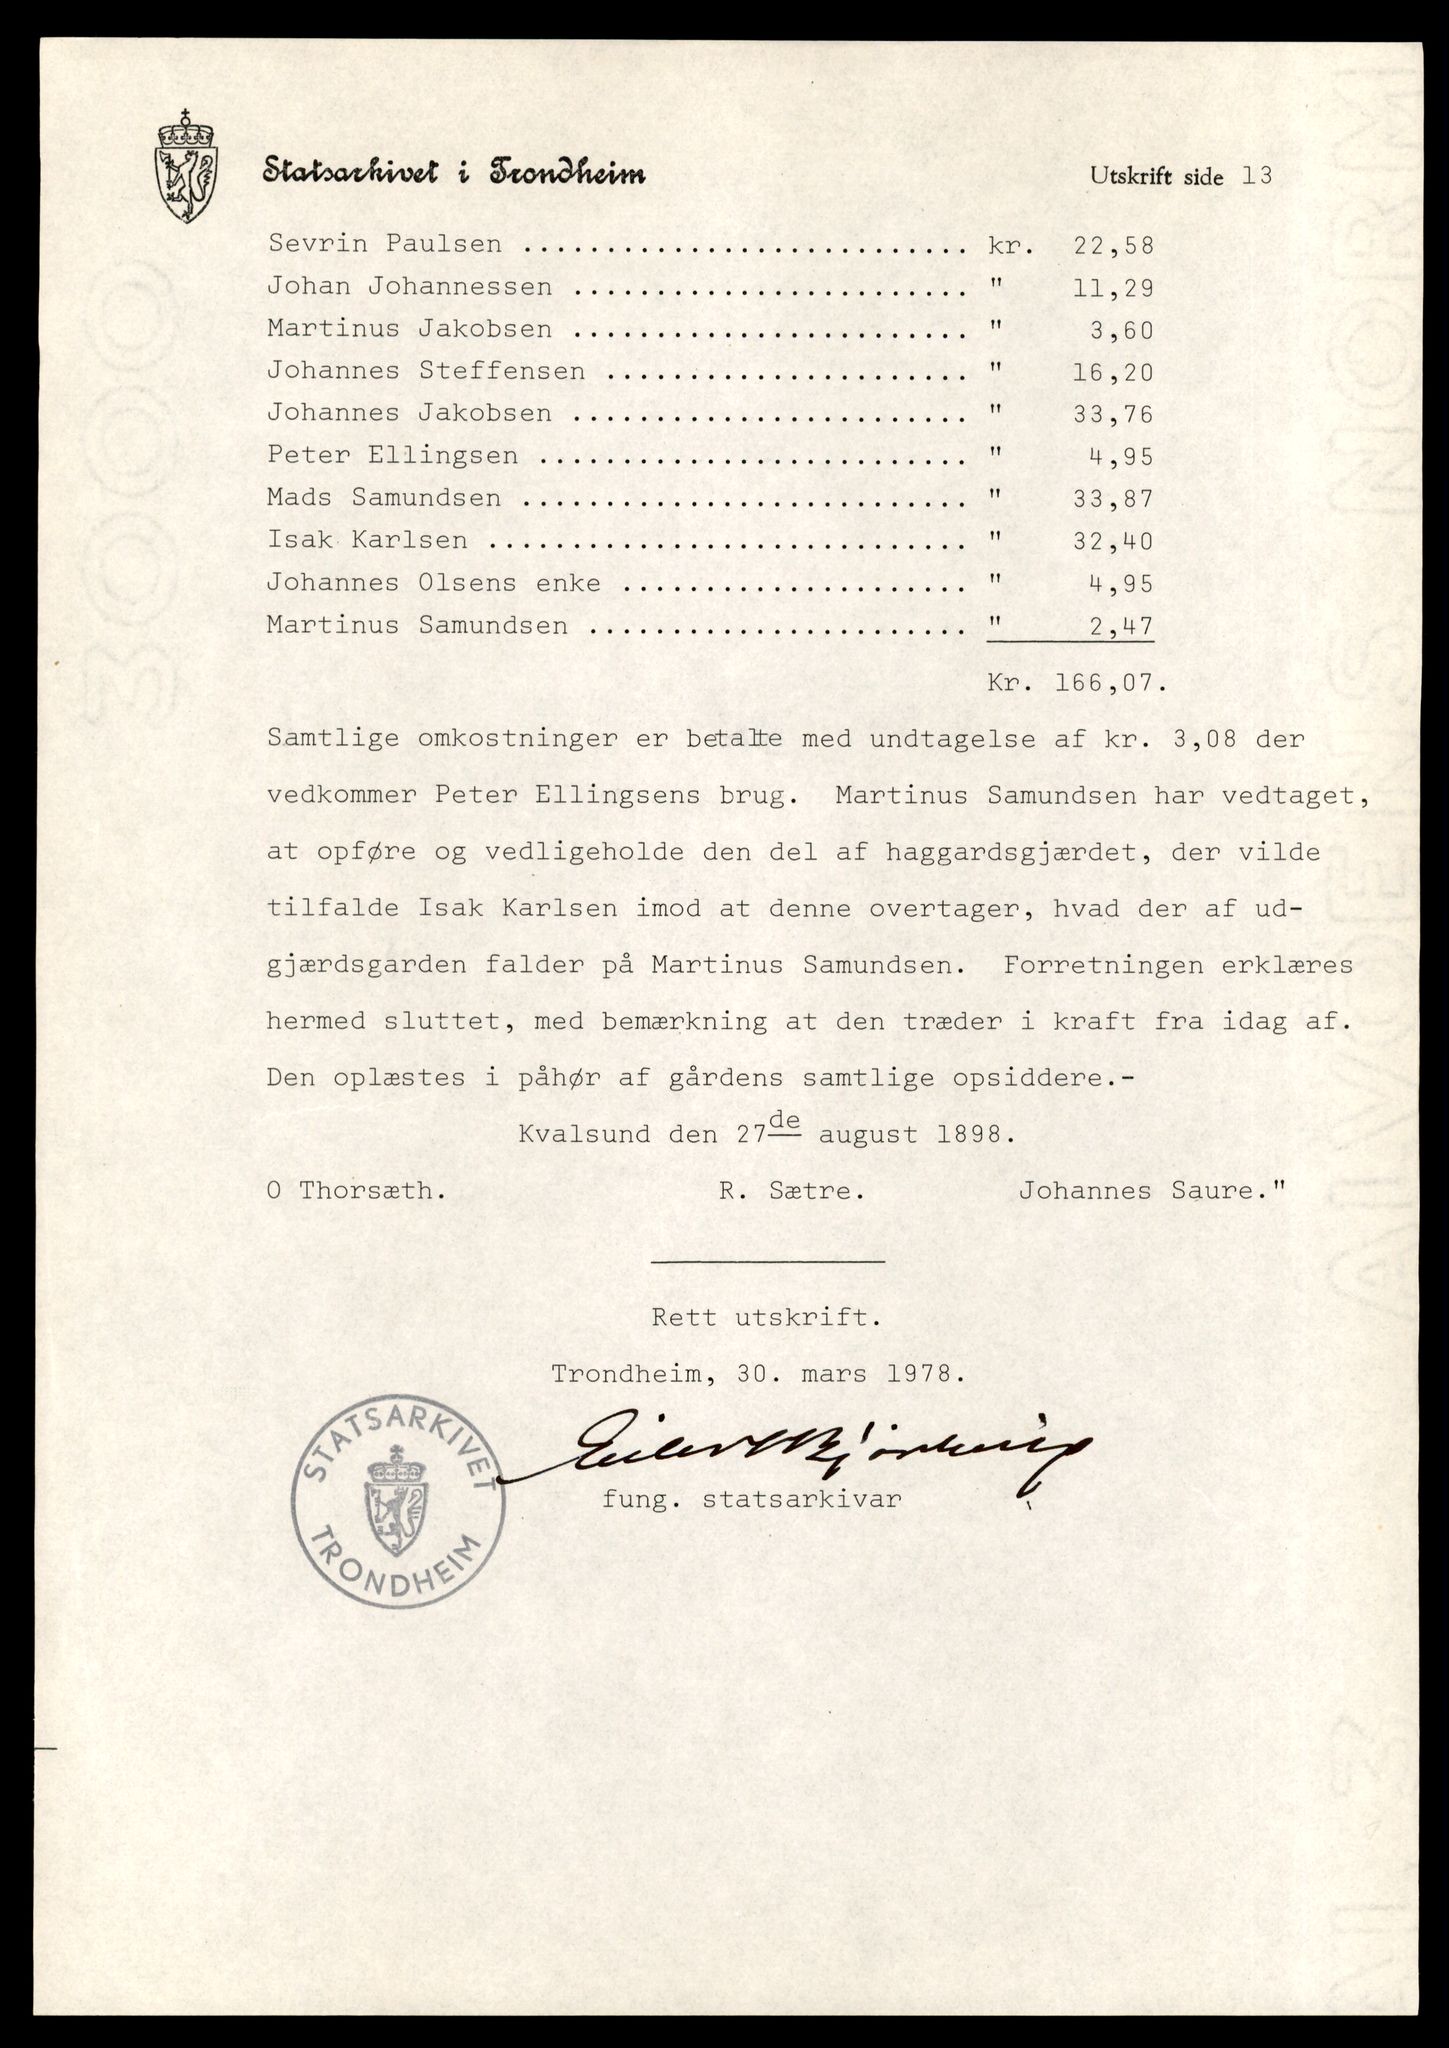 Statsarkivet i Trondheim
Utskrift side 13
Sevrin Paulsen ........................... kr. 22,58
Johan Johannessen ........................ " 11,29
Martinus Jakobsen ........................ " 3,60
Johannes Steffensen ...................... " 16,20
Johannes Jakobsen ........................ " 33,76
Peter Ellingsen .......................... " 4,95
Mads Samundsen ........................... " 33,87
Isak Karlsen ............................. " 32,40
Johannes Olsens enke ..................... " 4,95
Martinus Samundsen ....................... " 2,47
Kr. 166,07.
Samtlige omkostninger er betalte med undtagelse af kr. 3,08 der
vedkommer Peter Ellingsens brug. Martinus Samundsen har vedtaget,
at opføre og vedligeholde den del af haggardsgjærdet, der vilde
tilfalde Isak Karlsen imod at denne overtager, hvad der af ud-
gjærdsgarden falder på Martinus Samundsen. Forretningen erklæres
hermed sluttet, med bemærkning at den træder i kraft fra idag af.
Den oplæstes i påhør af gårdens samtlige opsiddere.-
Kvalsund den 27de august 1898.
O Thorsæth. R. Sætre. Johannes Saure."
Rett utskrift.
Trondheim, 30. mars 1978.
fung. statsarkivar
STATSARKIVET
TRONDHEIM